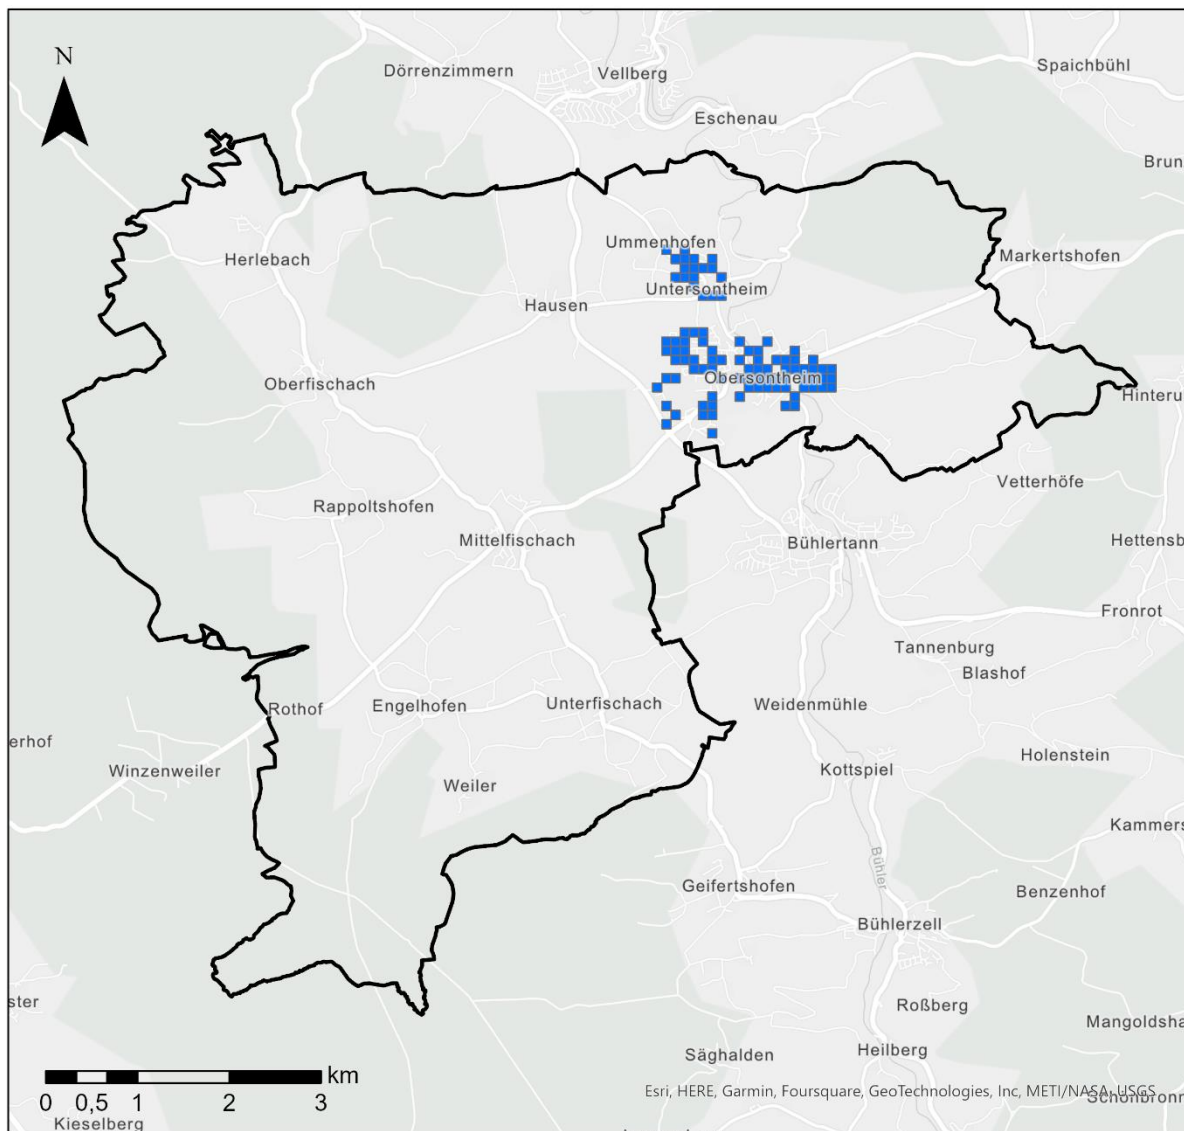 N
Dörrenzimmern
Vellberg
Spaichbühl
Eschenau
Brun
Ummenhofen
Herlebach
Markertshofen
Untersontheim
Hausen
Oberfischach
Obersontheim
Hinteru
Vetterhöfe
Rappoltshofen
Mittelfischach
Bühlertann
Hettensb
Fronrot
Tannenburg
Blashof
Rothof
Engelhofen
Unterfischach
Weidenmühle
erhof
Winzenweiler
Holenstein
Kottspiel
Weiler
Kammers
Bühler
Geifertshofen
Benzenhof
Bühlerzell
ster
Roßberg
Mangoldsha
Heilberg
Säghalden
km
Esri, HERE, Garmin, Foursquare, GeoTechnologies, Inc, METI/NASA, USGS
Schönbronn
0 0,5 1 2 3
Kieselberg